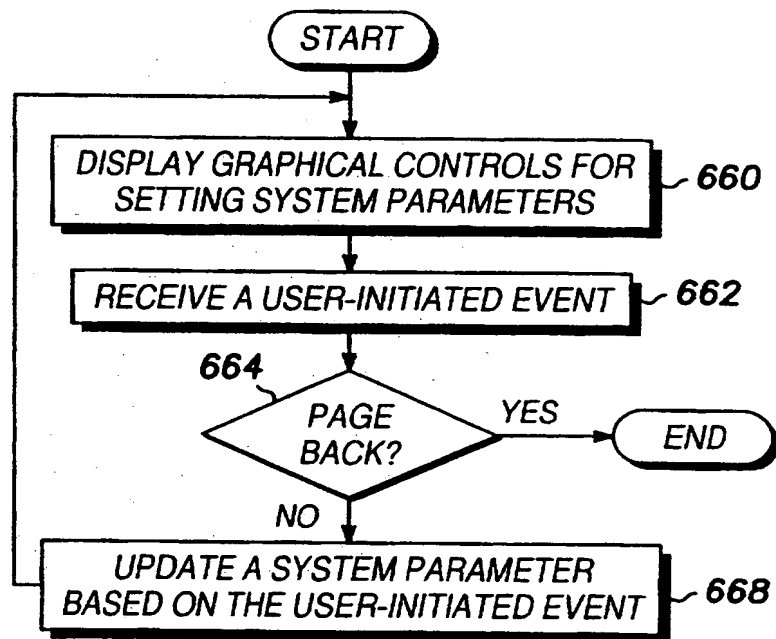 START
DISPLAY GRAPHICAL CONTROLS FOR
SETTING SYSTEM PARAMETERS
660
RECEIVE A USER-INITIATED EVENT
662
664
PAGE
BACK?
YES
END
NO
UPDATE A SYSTEM PARAMETER
BASED ON THE USER-INITIATED EVENT
668